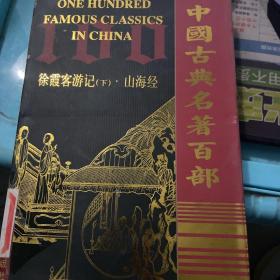 ONE HUNDRED
FAMOUS CLASSICS
IN CHINA
100
徐霞客游记(下)·山海经
中國古典名著百部